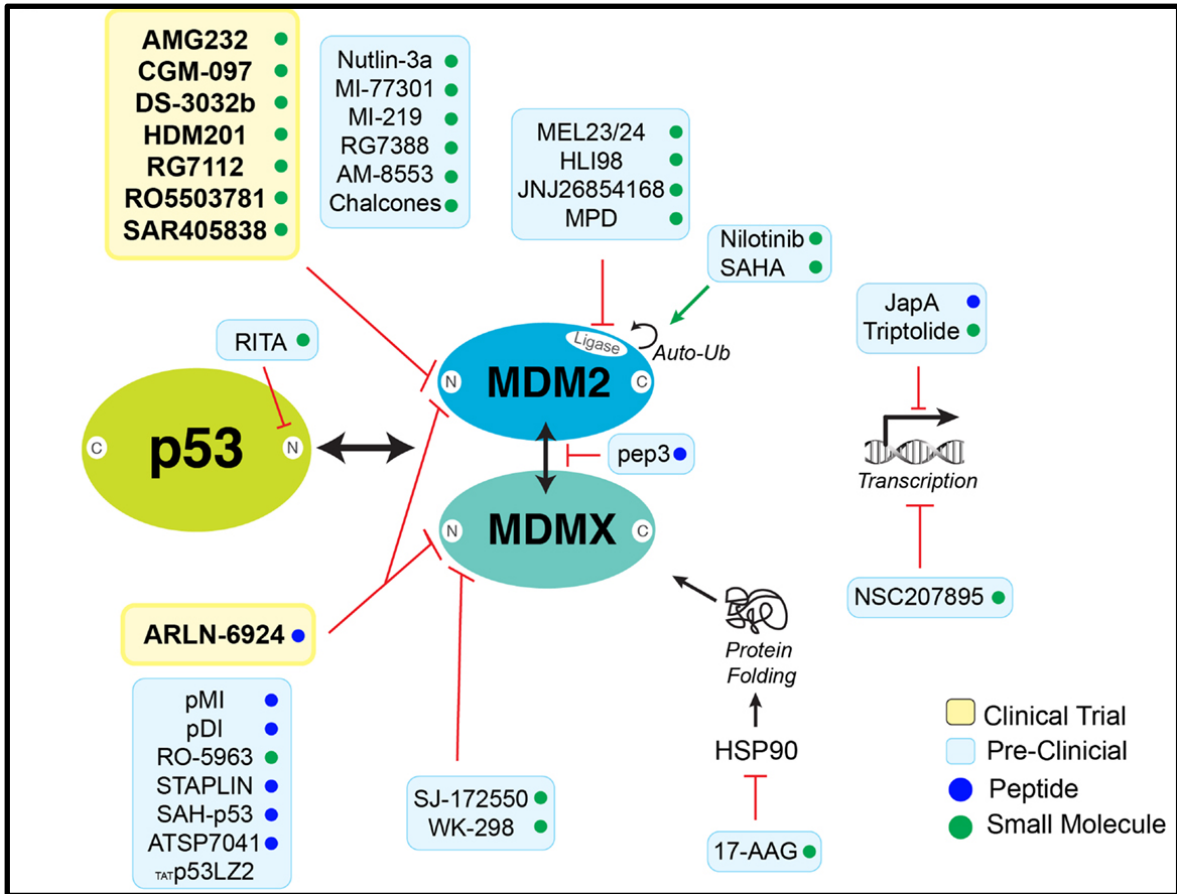 AMG232
CGM-097
DS-3032b
HDM201
RG7112
RO5503781
SAR405838
Nutlin-3a
MI-77301
MI-219
RG7388
AM-8553
Chalcones
MEL23/24
HLI98
JNJ26854168
MPD
Nilotinib
SAHA
JapA
Triptolide
RITA
Ligase
Auto-Ub
N
MDM2
C
C
p53
N
pep3
Transcription
N
MDMX
C
NSC207895
ARLN-6924
Protein
Folding
pMI
pDI
RO-5963
STAPLIN
SAH-p53
ATSP7041
TATp53LZ2
HSP90
SJ-172550
WK-298
17-AAG
Clinical Trial
Pre-Clinicial
Peptide
Small Molecule